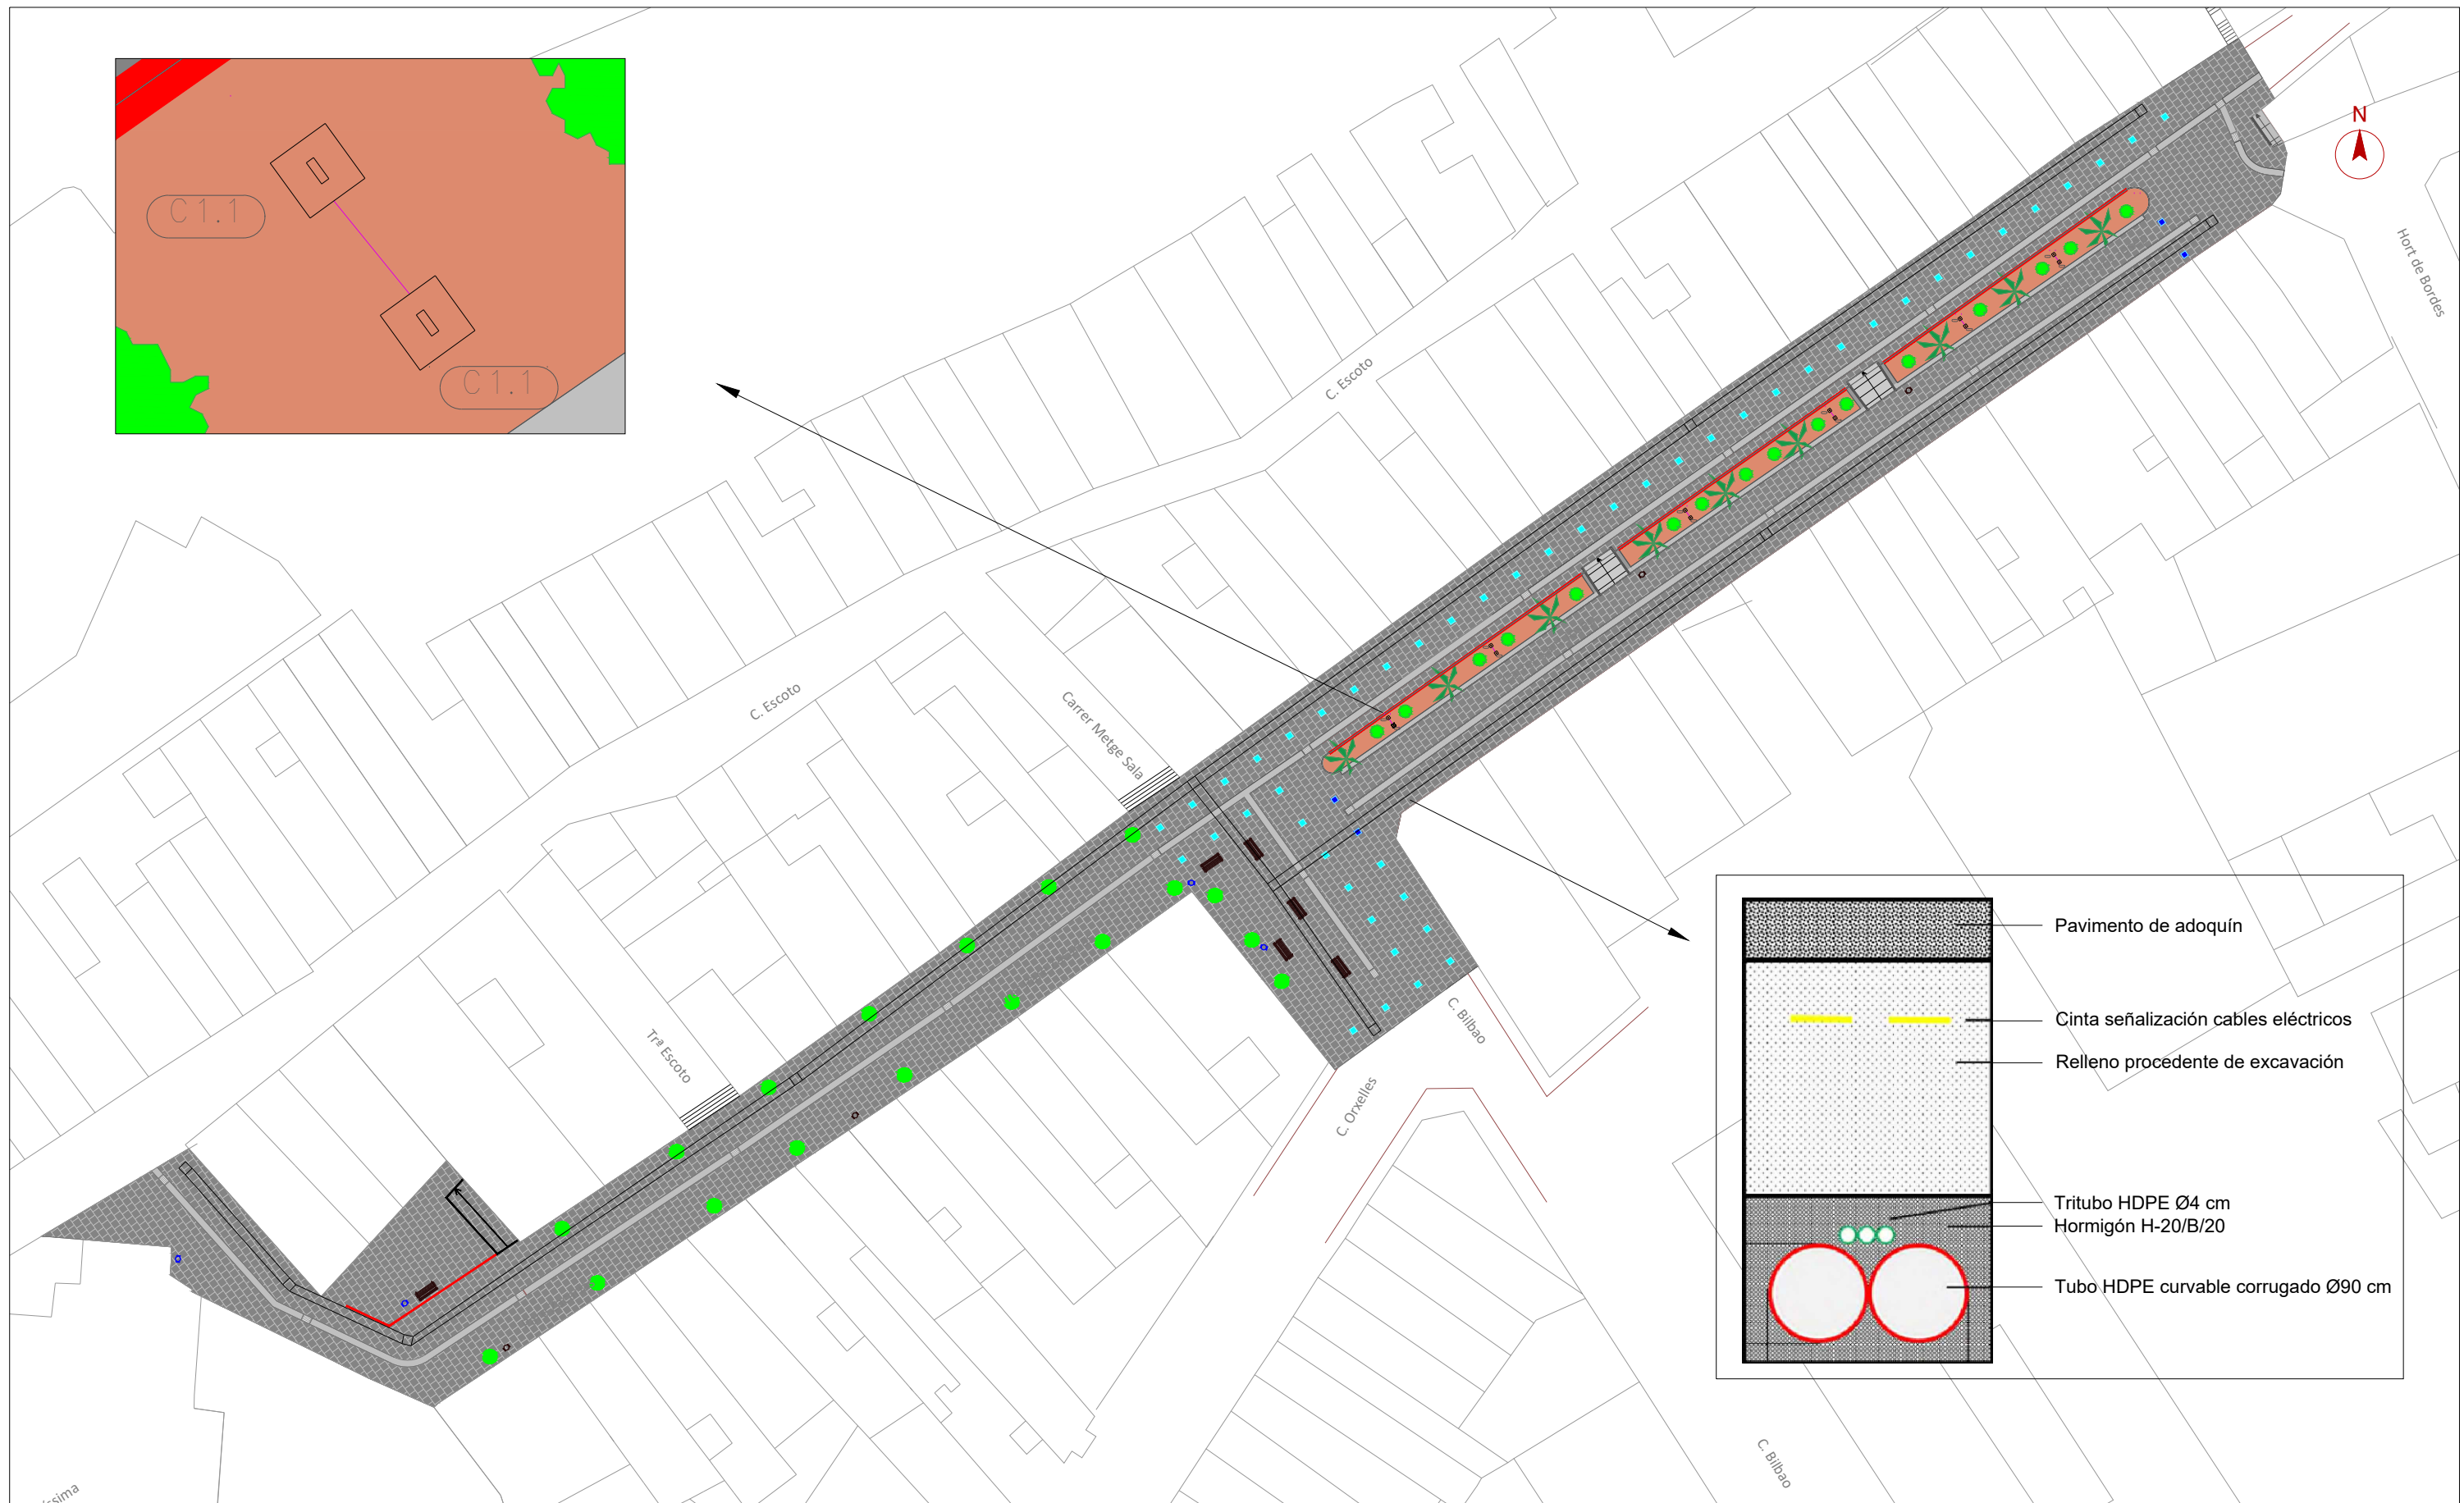 N
C1.1
C1.1
Hort de Bordes
C. Escoto
C. Escoto
Carrer Metge Sala
Pavimento de adoquín
Cinta señalización cables eléctricos
Relleno procedente de excavación
Tritubo HDPE Ø4 cm
Hormigón H-20/B/20
Tubo HDPE curvable corrugado Ø90 cm
C. Bilbao
Trª Escoto
C. Orxelles
C. Bilbao